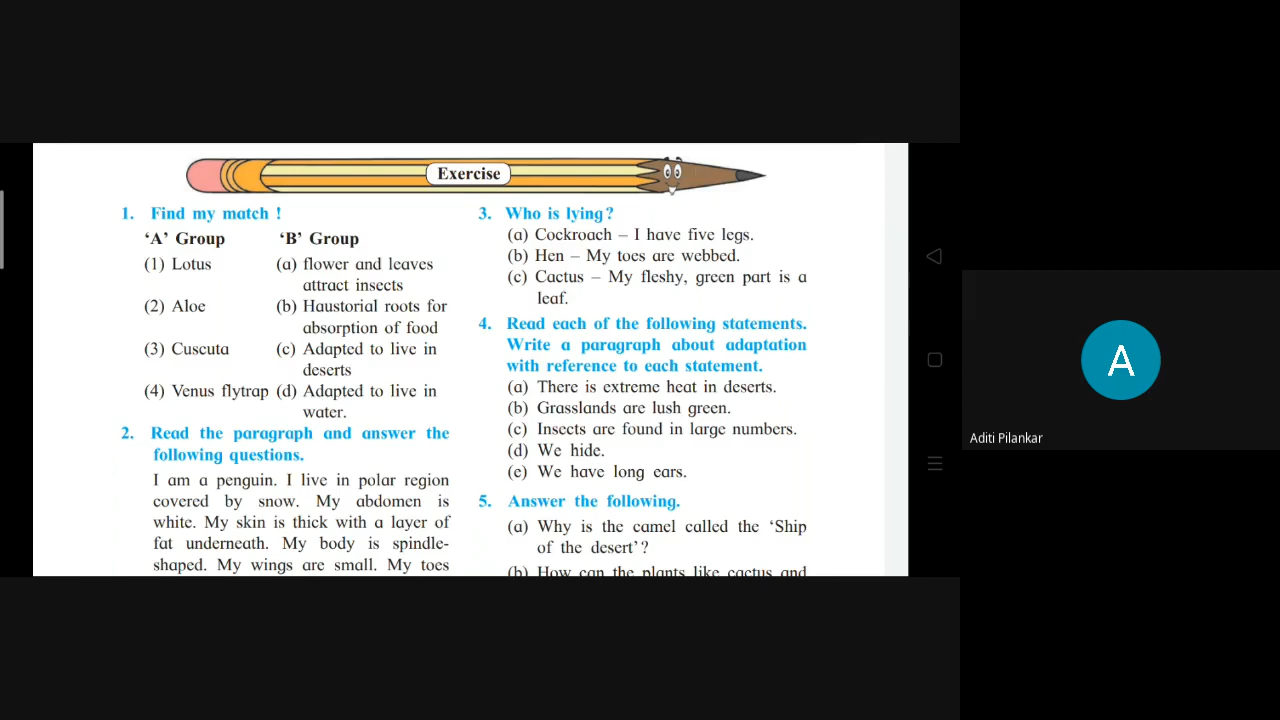 Exercise
1. Find my match !
'A' Group 'B' Group
(1) Lotus (a) flower and leaves
attract insects
(2) Aloe (b) Haustorial roots for
absorption of food
(3) Cuscuta (c) Adapted to live in
deserts
(4) Venus flytrap (d) Adapted to live in
water.
2. Read the paragraph and answer the
following questions.
I am a penguin. I live in polar region
covered by snow. My abdomen is
white. My skin is thick with a layer of
fat underneath. My body is spindle-
shaped. My wings are small. My toes
3. Who is lying?
(a) Cockroach – I have five legs.
(b) Hen – My toes are webbed.
(c) Cactus – My fleshy, green part is a
leaf.
4. Read each of the following statements.
Write a paragraph about adaptation
with reference to each statement.
(a) There is extreme heat in deserts.
(b) Grasslands are lush green.
(c) Insects are found in large numbers.
(d) We hide.
(e) We have long ears.
5. Answer the following.
(a) Why is the camel called the 'Ship
of the desert'?
(b) How can the plants like cactus and
A
Aditi Pilankar